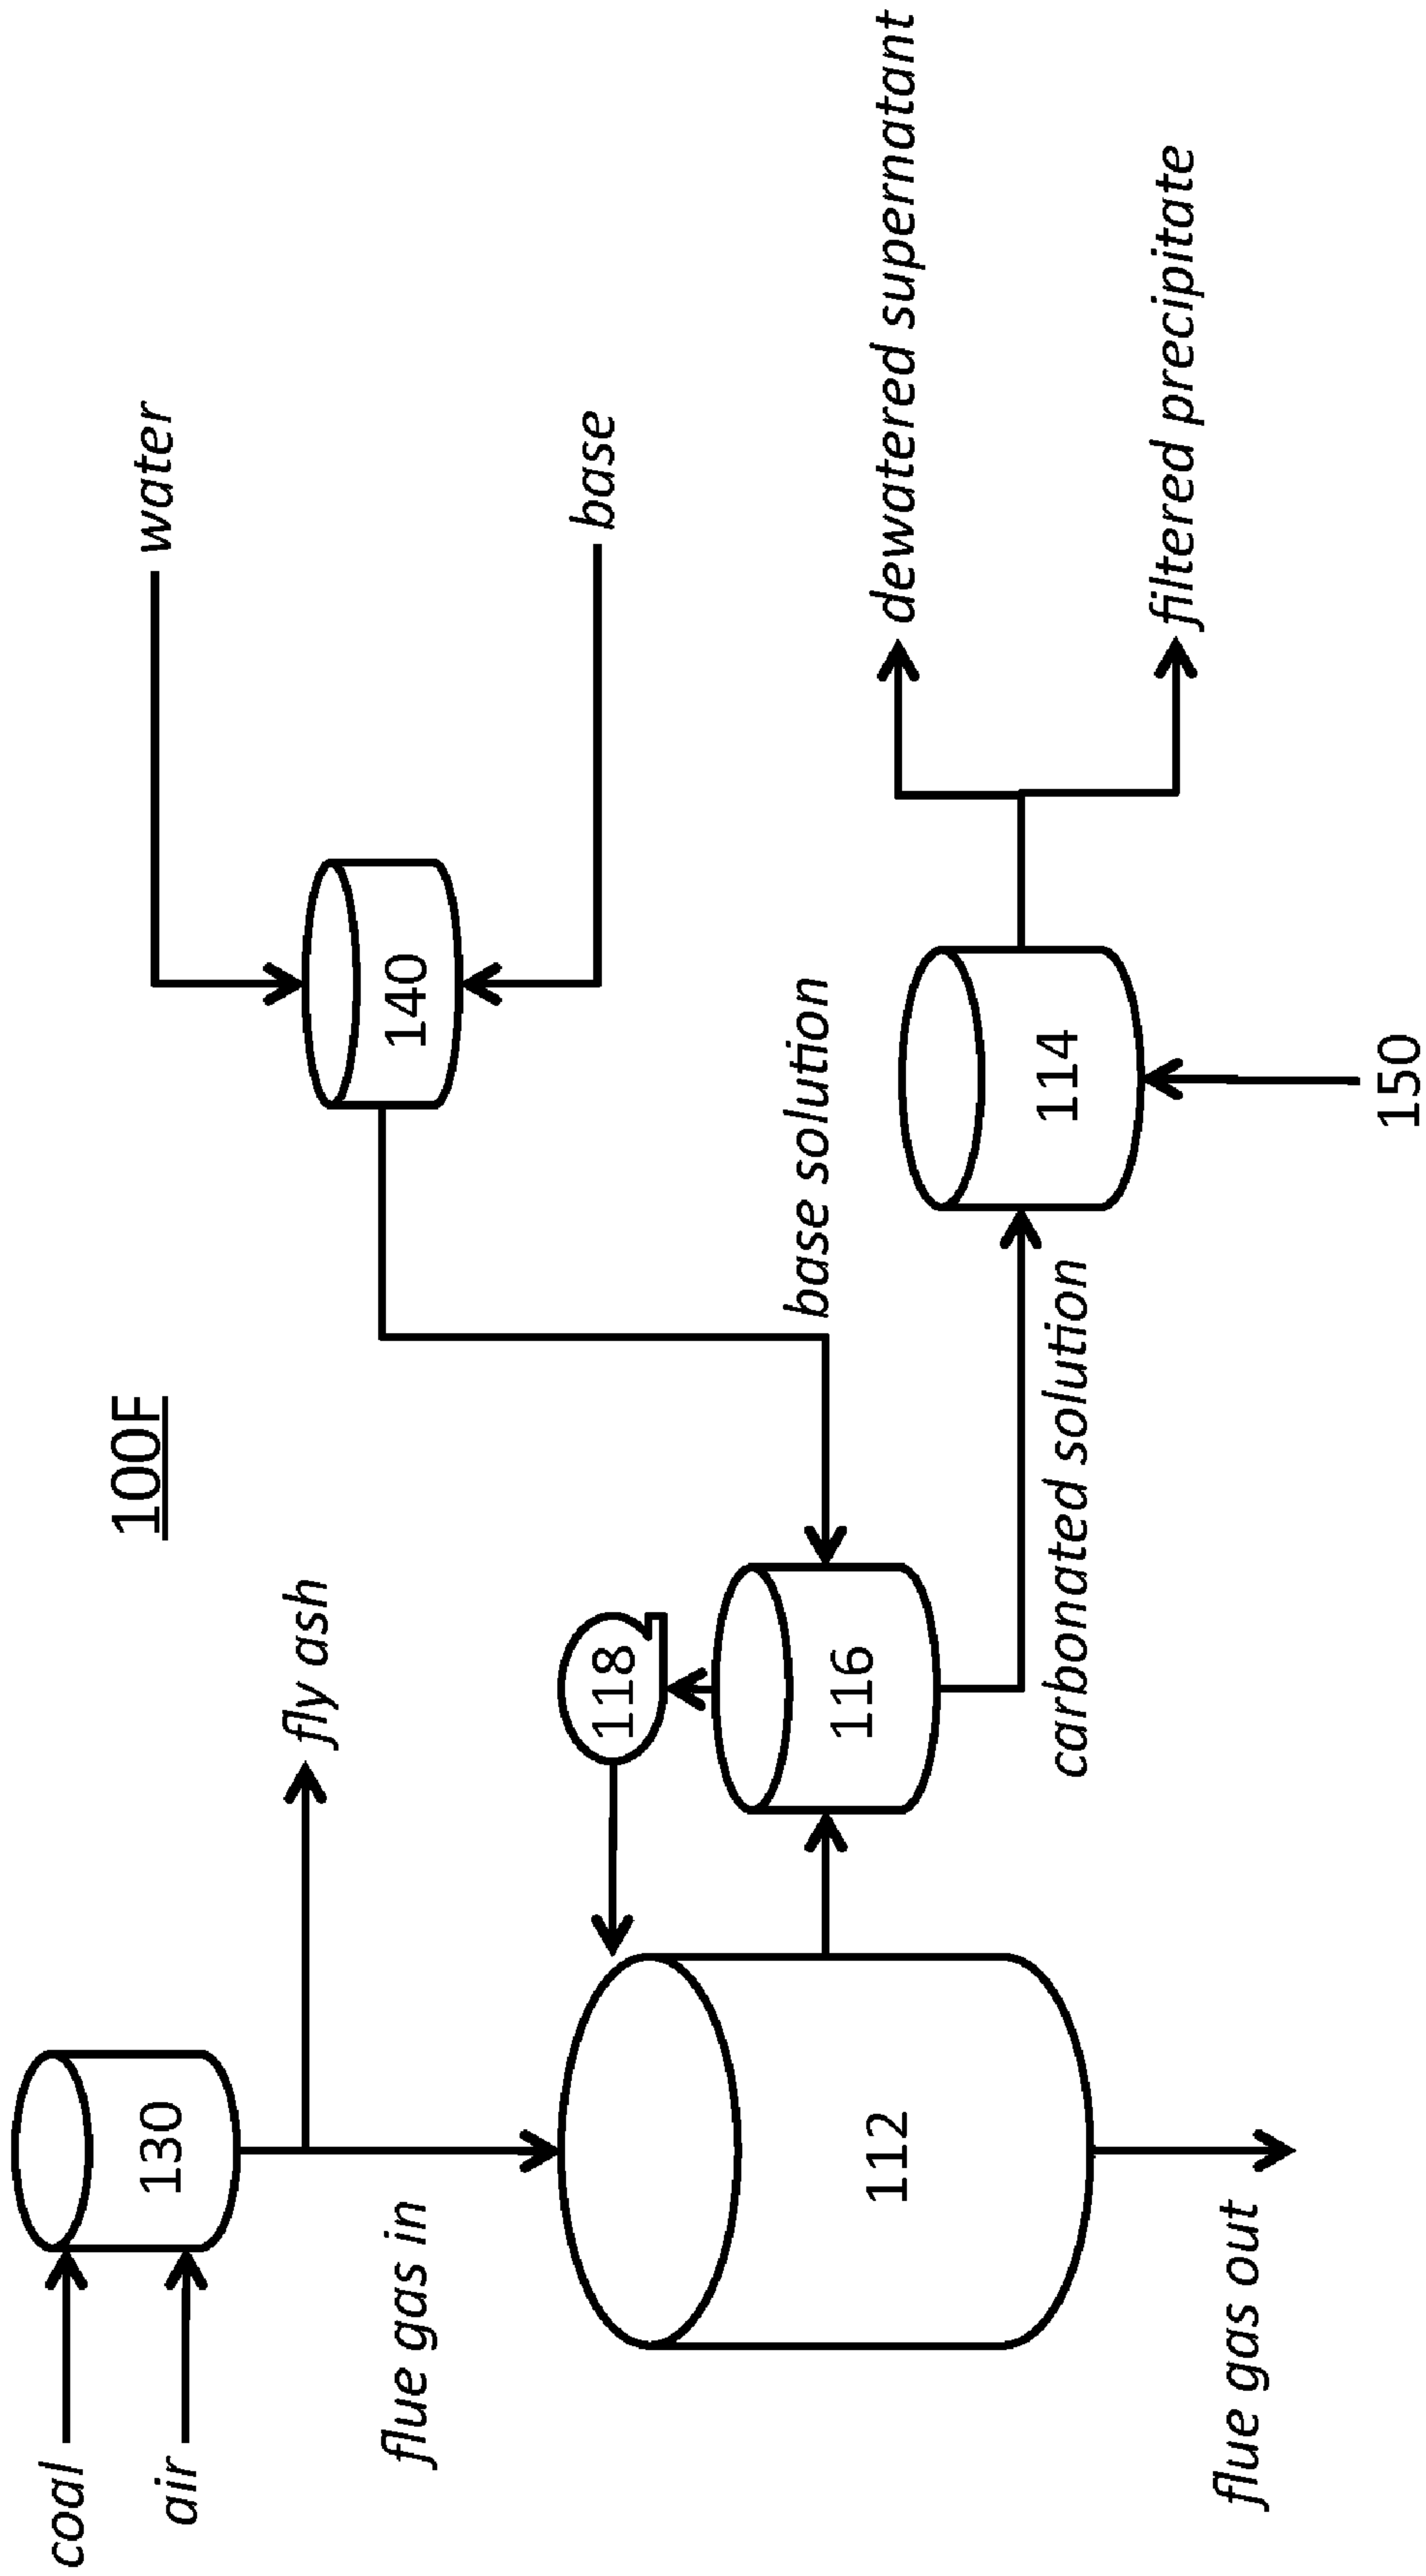 100F
coal
air
130
fly ash
water
base
140
flue gas in
118
base solution
dewatered supernatant
112
116
114
carbonated solution
filtered precipitate
flue gas out
150